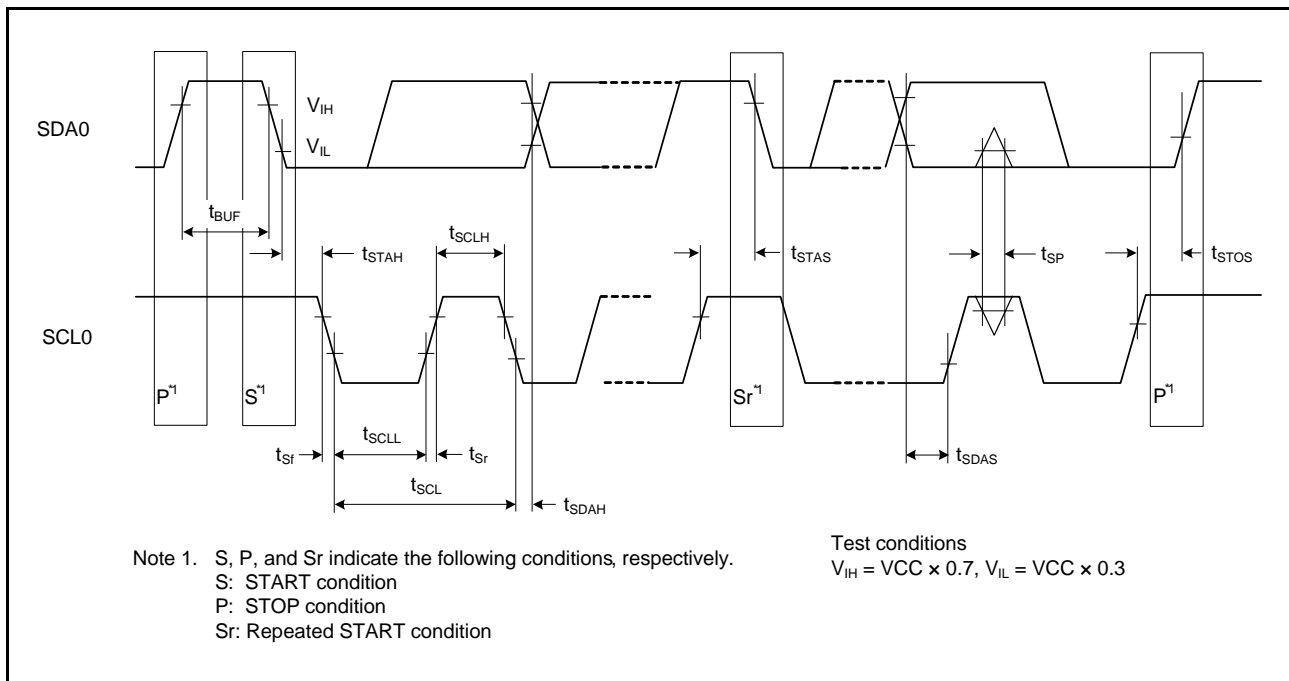 SDA0
V_IH
V_IL
t_BUF
t_STAH
t_SCLH
t_STAS
t_SP
t_STOS
SCL0
P*1
S*1
Sr*1
P*1
t_Sf
t_SCLL
t_Sr
t_SDAS
t_SCL
t_SDAH
Note 1. S, P, and Sr indicate the following conditions, respectively.
S: START condition
P: STOP condition
Sr: Repeated START condition
Test conditions
V_IH = VCC × 0.7, V_IL = VCC × 0.3